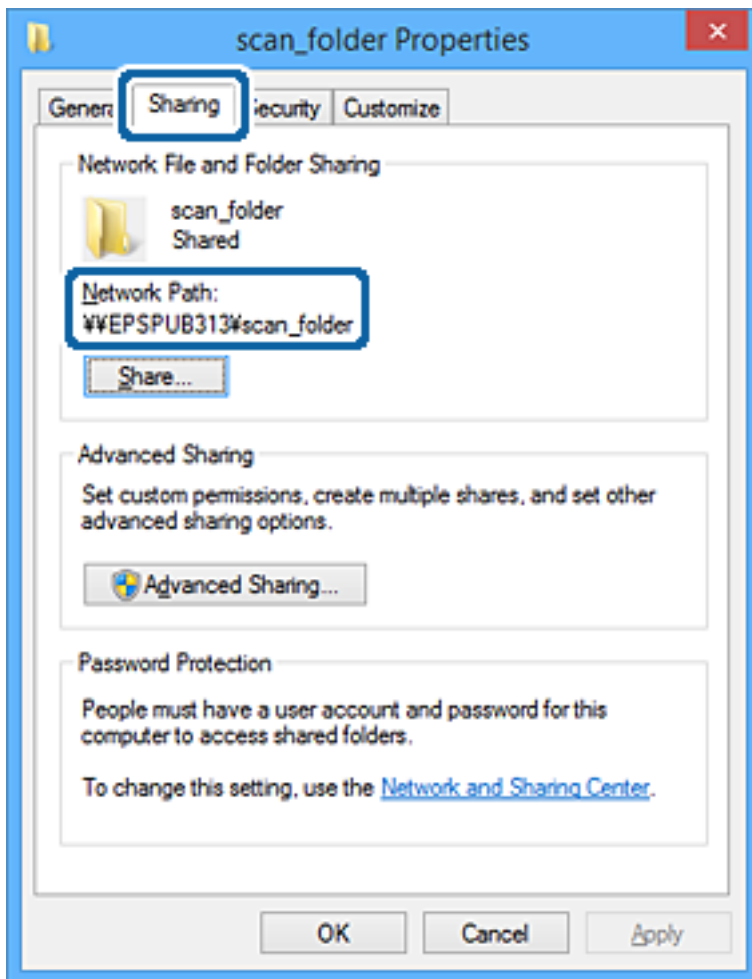 scan_folder Properties
General Sharing Security Customize
Network File and Folder Sharing
scan_folder
Shared
Network Path:
¥¥EPSPUB313¥scan_folder
Share...
Advanced Sharing
Set custom permissions, create multiple shares, and set other
advanced sharing options.
Advanced Sharing...
Password Protection
People must have a user account and password for this
computer to access shared folders.
To change this setting, use the Network and Sharing Center.
OK Cancel Apply